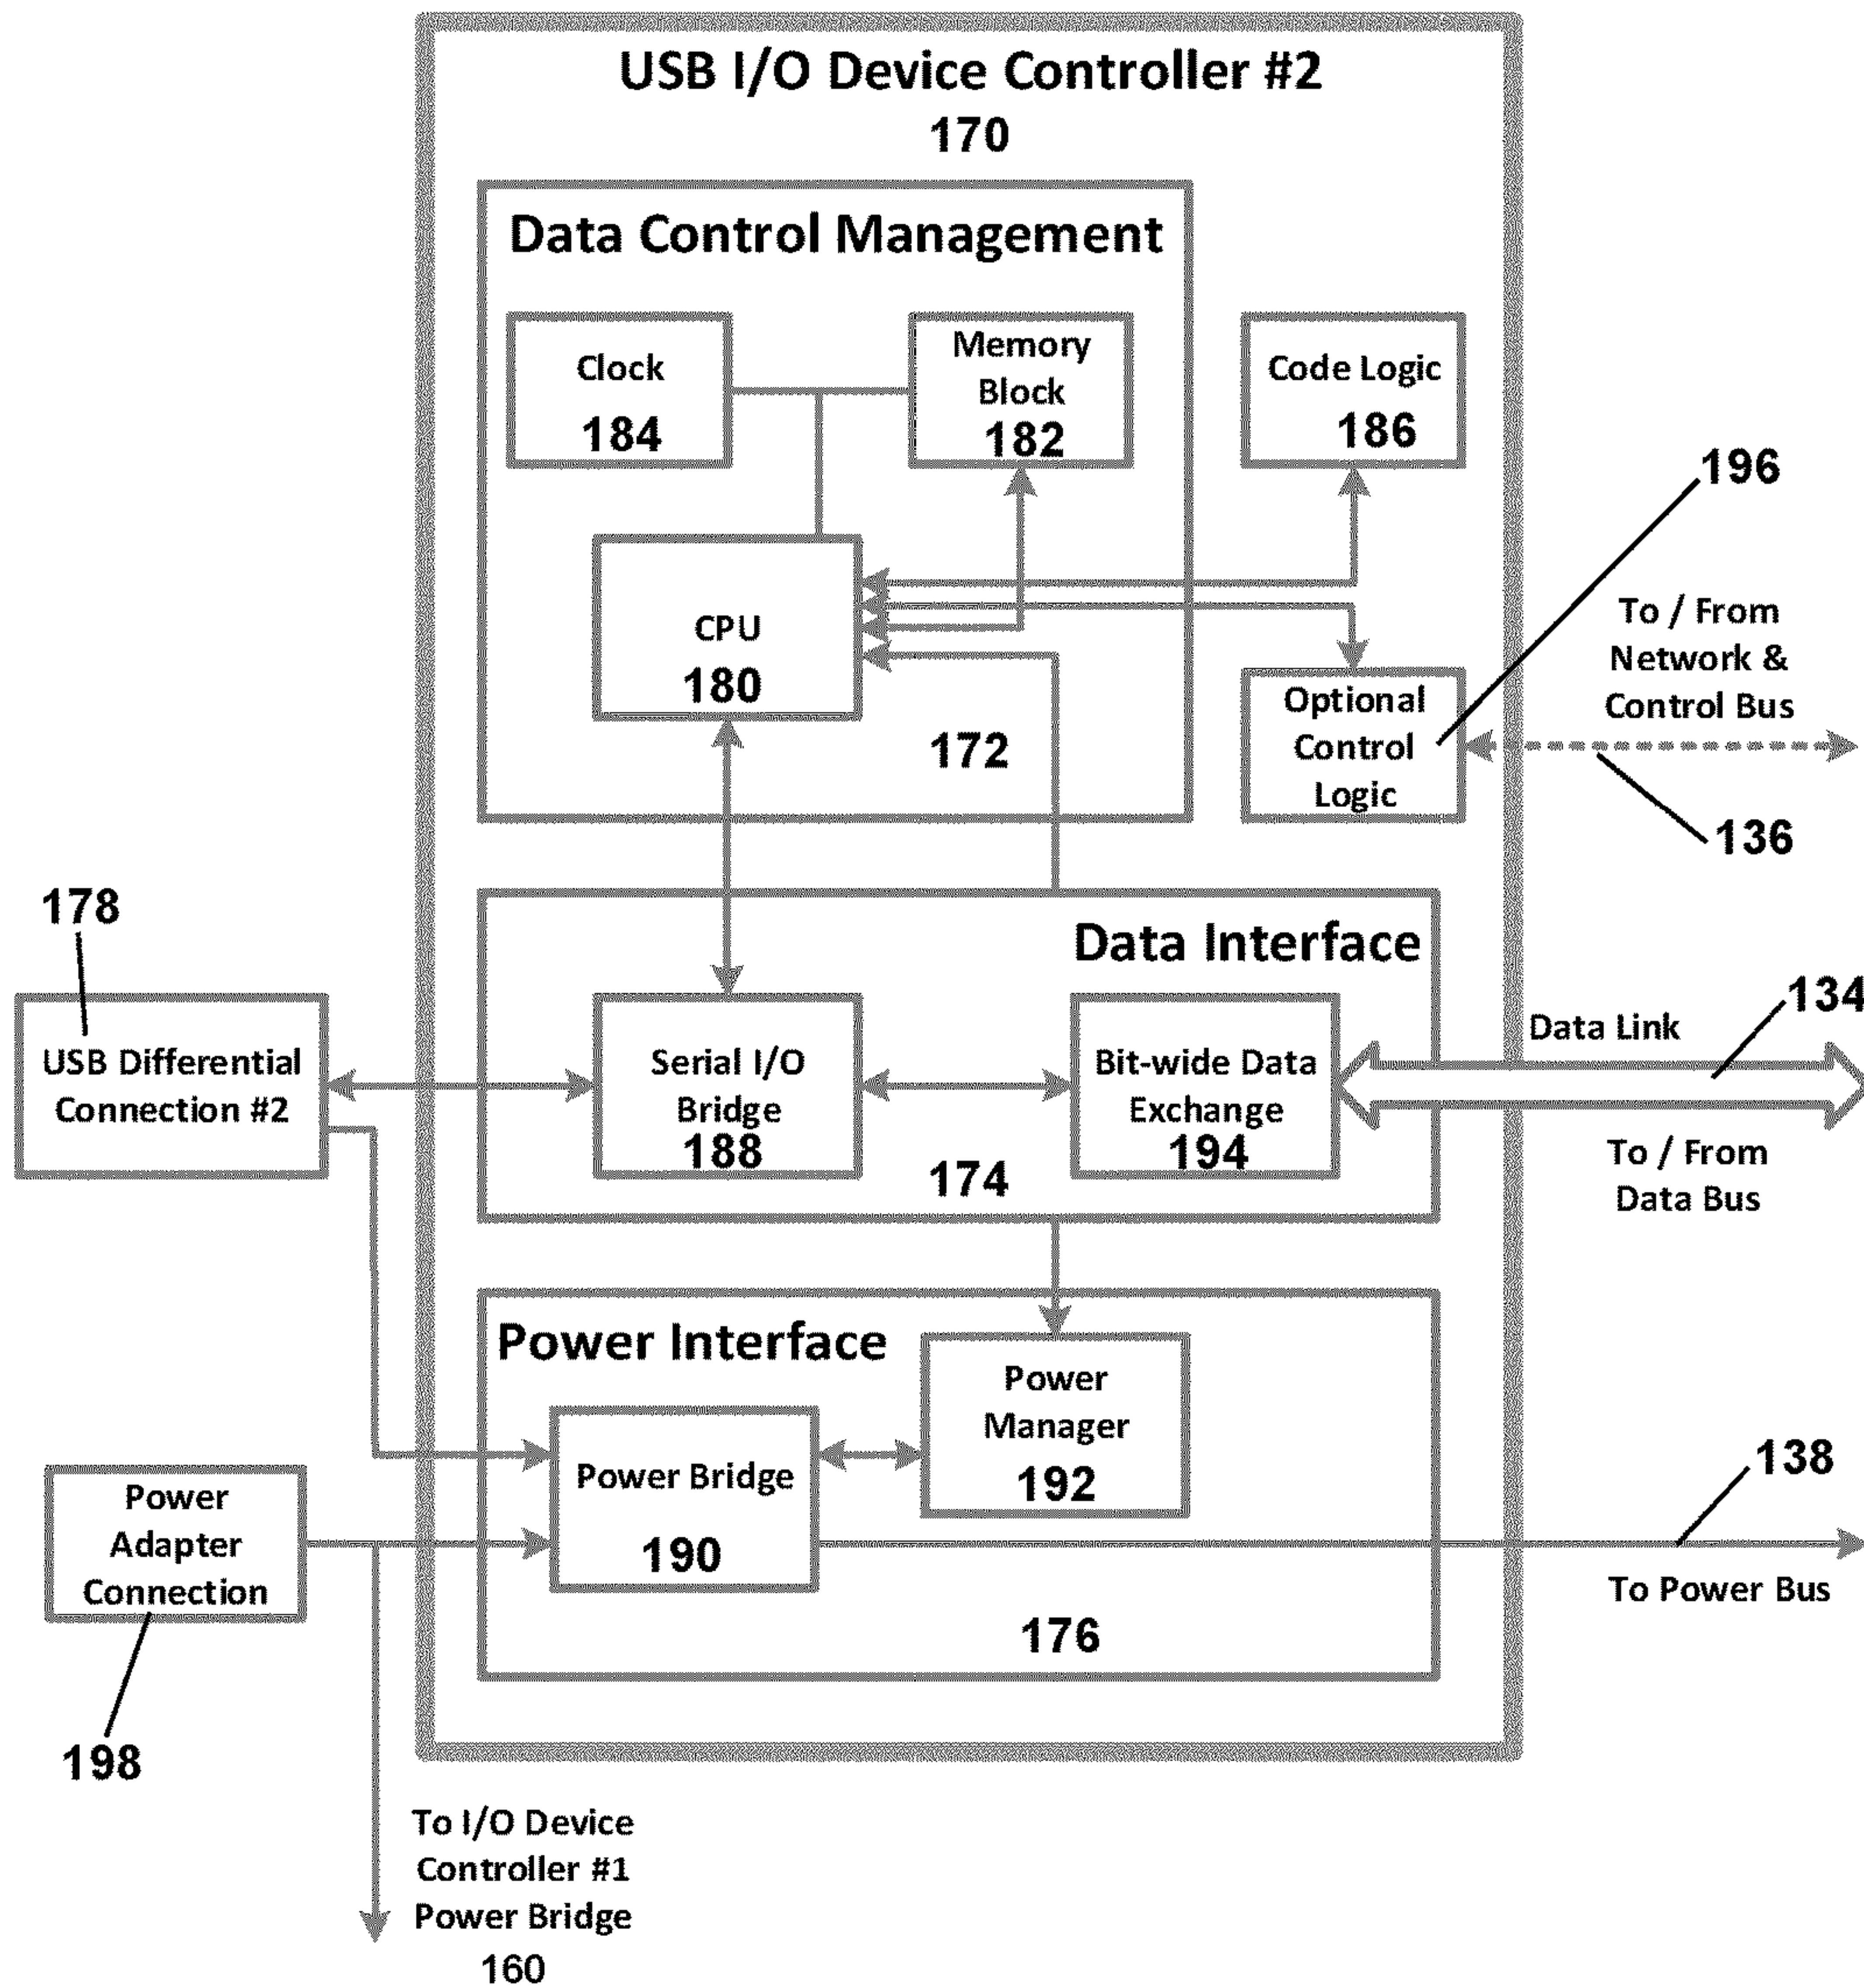 USB I/O Device Controller #2
170
Data Control Management
Clock
184
Memory
Block
182
Code Logic
186
196
CPU
180
172
Optional
Control
Logic
To / From
Network &
Control Bus
136
178
USB Differential
Connection #2
Data Interface
Serial I/O
Bridge
188
174
Bit-wide Data
Exchange
194
Data Link
134
To / From
Data Bus
Power Interface
Power
Manager
192
Power Bridge
190
176
Power
Adapter
Connection
198
138
To Power Bus
To I/O Device
Controller #1
Power Bridge
160